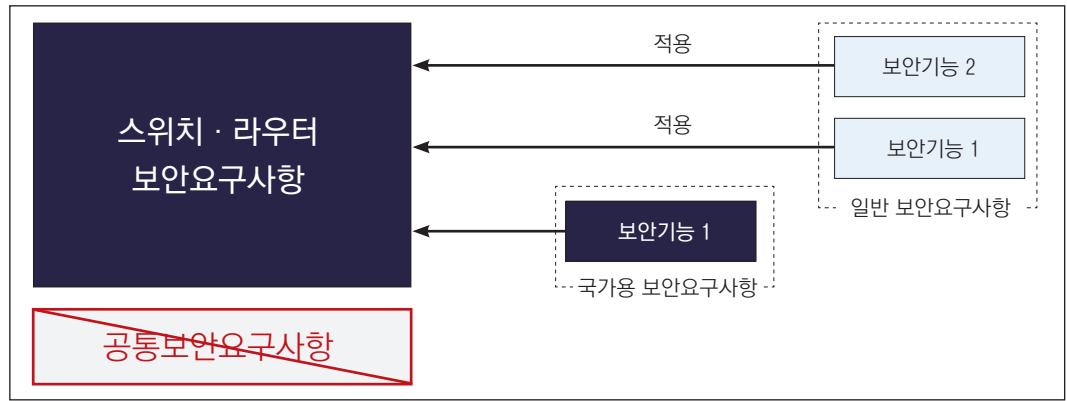 스위치 · 라우터
보안요구사항
적용
보안기능 2
적용
보안기능 1
일반 보안요구사항
보안기능 1
국가용 보안요구사항
공통보안요구사항